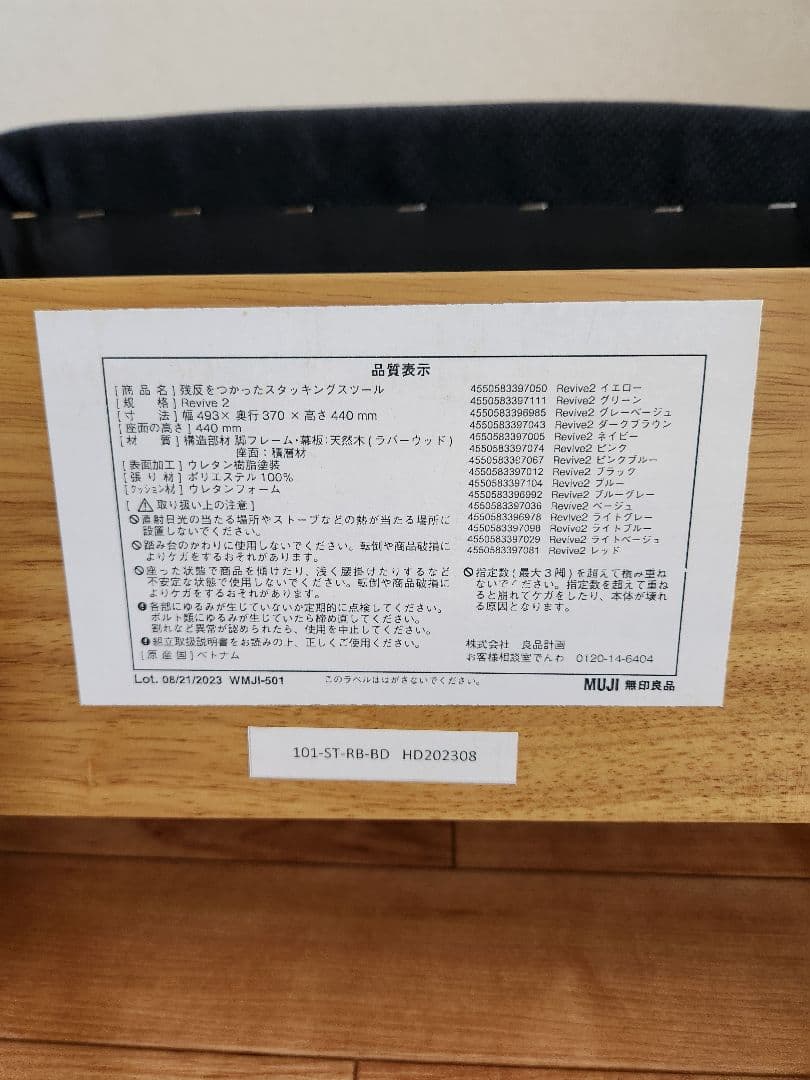 品質表示
[商品名] 残反をつかったスタッキングスツール
[規 格] Revive 2
[寸 法] 幅 493× 奥行 370 × 高さ 440 mm
[座面の高さ] 440 mm
[材 質] 構造部材 脚フレーム・幕板:天然木 (ラバーウッド)
座面:積層材
[表面加工] ウレタン樹脂塗装
[張り材] ポリエステル 100%
[クッション材] ウレタンフォーム
[ ⚠取り扱い上の注意 ]
直射日光の当たる場所やストーブなどの熱が当たる場所に
設置しないでください。
踏み台のかわりに使用しないでください。転倒や商品破損に
よりケガをするおそれがあります。
座った状態で商品を傾けたり、浅く腰掛けたりするなど
不安定な状態で使用しないでください。転倒や商品破損に
よりケガをするおそれがあります。
各部にゆるみが生じていないか定期的に点検してください。
ボルト類にゆるみが生じていたら締め直してください。
割れなど異常が認められたら、使用を中止してください。
組立取扱説明書をお読みの上、正しくご使用ください。
[原産国] ベトナム
4550583397050 Revive2 イエロー
4550583397111 Revive2 グリーン
4550583396985 Revive2 グレーベージュ
4550583397043 Revive2 ダークブラウン
4550583397005 Revive2 ネイビー
4550583397074 Revive2 ピンク
4550583397067 Revive2 ピンクブルー
4550583397012 Revive2 ブラック
4550583397104 Revive2 ブルー
4550583396992 Revive2 ブルーグレー
4550583397036 Revive2 ベージュ
4550583396978 Revive2 ライトグレー
4550583397098 Revive2 ライトブルー
4550583397029 Revive2 ライトベージュ
4550583397081 Revive2 レッド
指定数 (最大3脚) を超えて積み重ね
ないでください。指定数を超えて重ね
ると崩れてケガをしたり、本体が壊れ
る原因となります。
株式会社 良品計画
お客様相談室でんわ 0120-14-6404
Lot. 08/21/2023 WMJI-501
このラベルははがさないでください。
MUJI 無印良品
101-ST-RB-BD HD202308